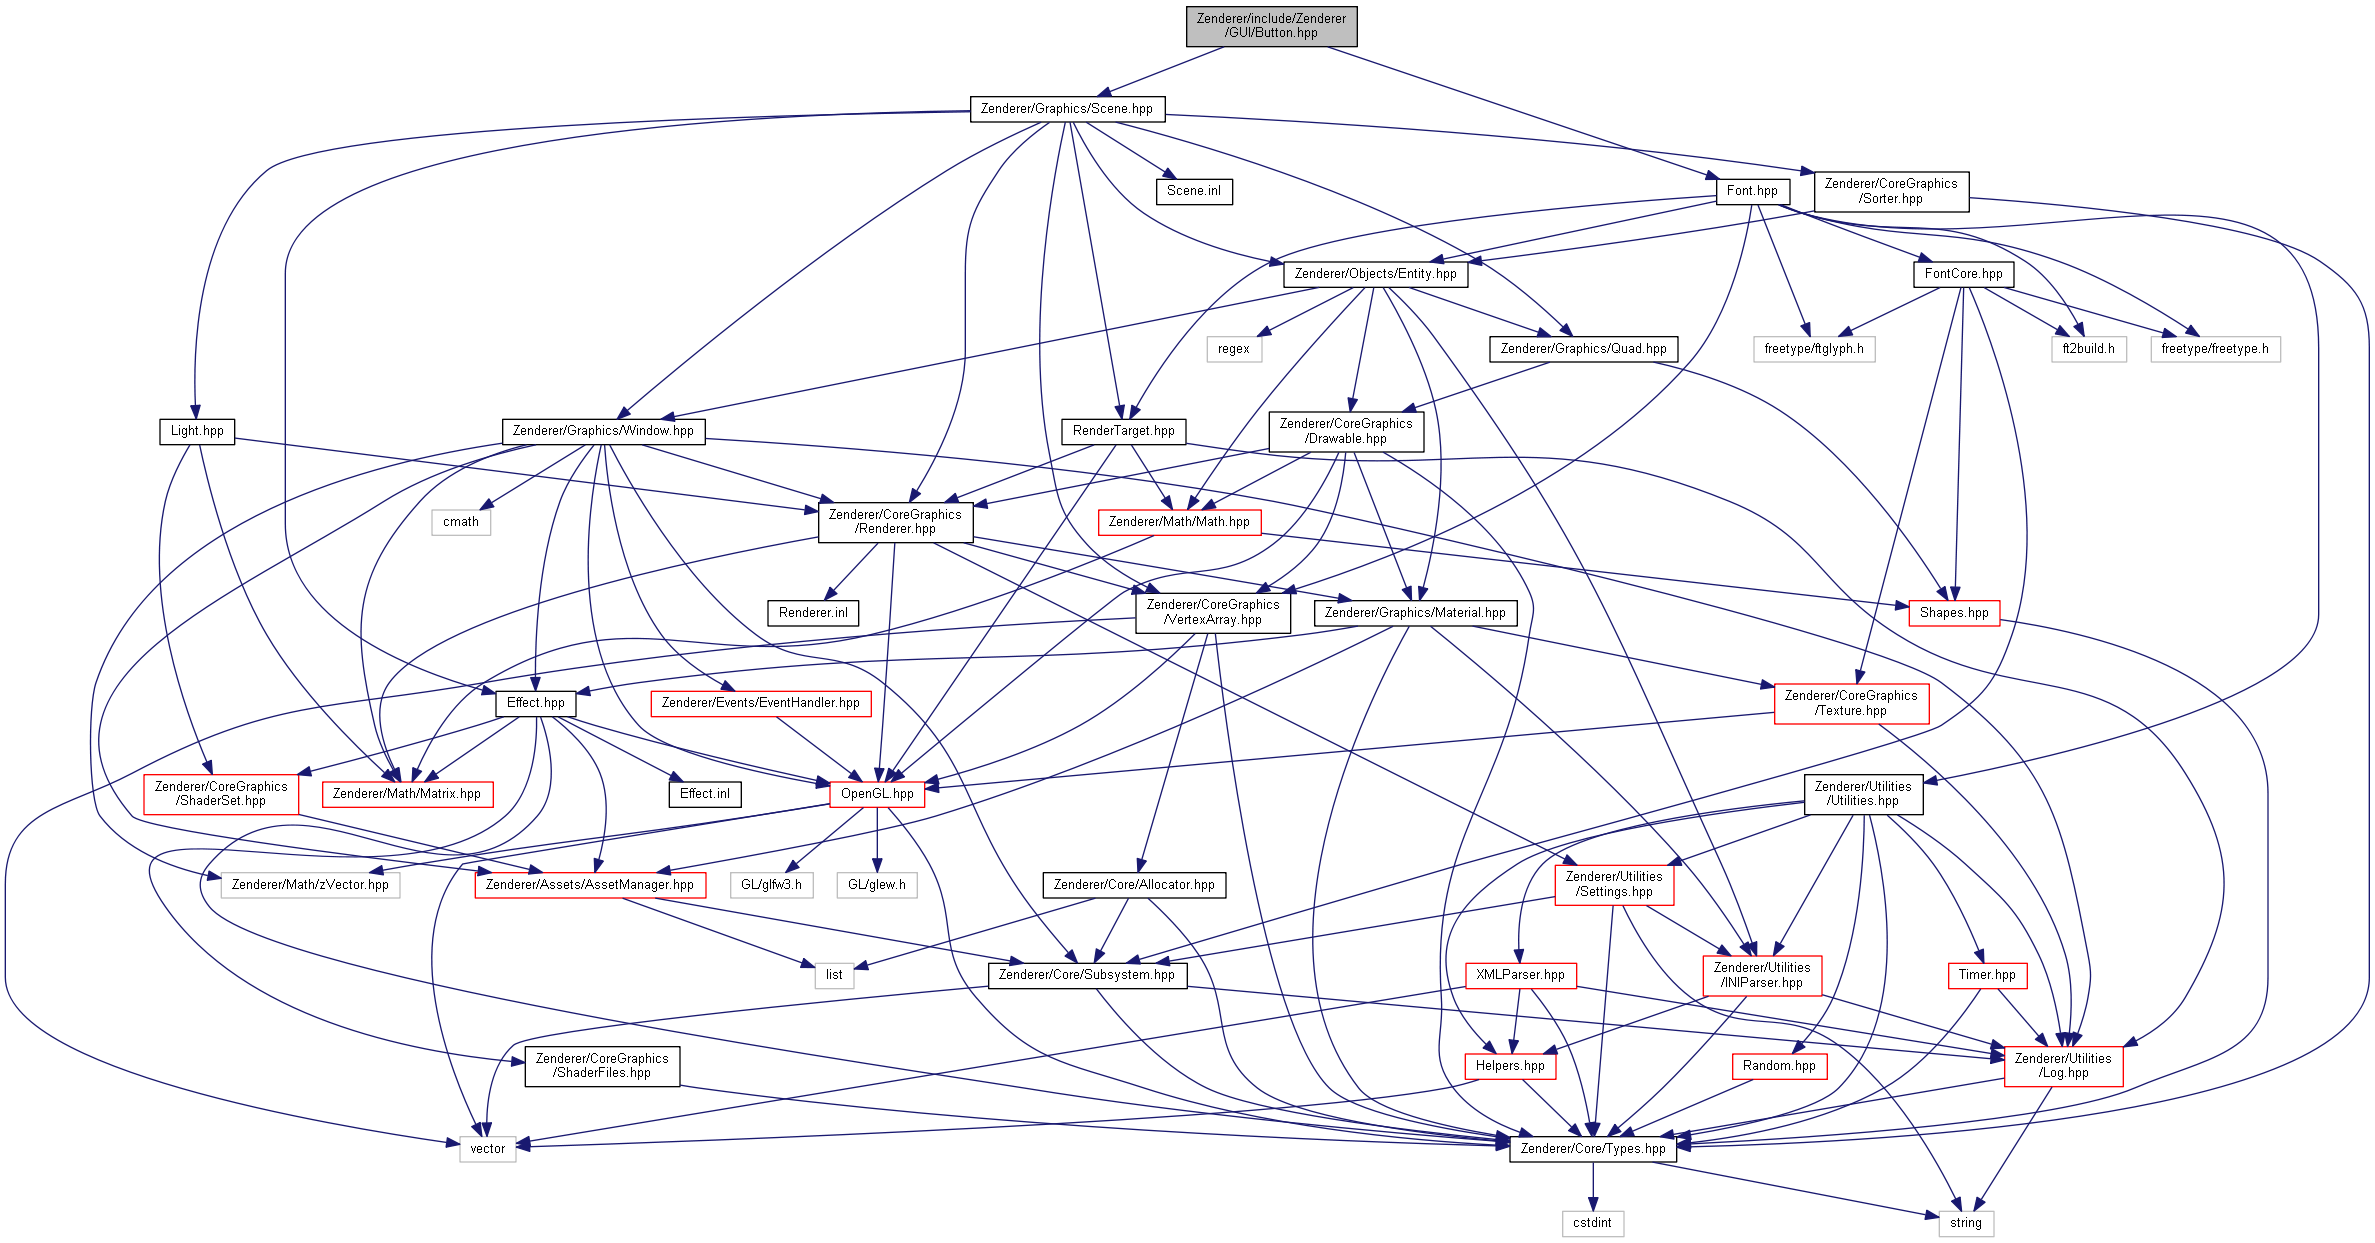 Zenderer/include/Zenderer
/GUI/Button.hpp
Zenderer/Graphics/Scene.hpp
Scene.inl
Font.hpp
Zenderer/CoreGraphics
/Sorter.hpp
Zenderer/Objects/Entity.hpp
FontCore.hpp
regex
Zenderer/Graphics/Quad.hpp
freetype/ftglyph.h
ft2build.h
freetype/freetype.h
Light.hpp
Zenderer/Graphics/Window.hpp
RenderTarget.hpp
Zenderer/CoreGraphics
/Drawable.hpp
cmath
Zenderer/CoreGraphics
/Renderer.hpp
Zenderer/Math/Math.hpp
Renderer.inl
Zenderer/CoreGraphics
/VertexArray.hpp
Zenderer/Graphics/Material.hpp
Shapes.hpp
Effect.hpp
Zenderer/Events/EventHandler.hpp
Zenderer/CoreGraphics
/Texture.hpp
Zenderer/CoreGraphics
/ShaderSet.hpp
Zenderer/Math/Matrix.hpp
Effect.inl
OpenGL.hpp
Zenderer/Utilities
/Utilities.hpp
Zenderer/Math/zVector.hpp
Zenderer/Assets/AssetManager.hpp
GL/glfw3.h
GL/glew.h
Zenderer/Core/Allocator.hpp
Zenderer/Utilities
/Settings.hpp
list
Zenderer/Core/Subsystem.hpp
XMLParser.hpp
Zenderer/Utilities
/INIParser.hpp
Timer.hpp
Zenderer/CoreGraphics
/ShaderFiles.hpp
Helpers.hpp
Random.hpp
Zenderer/Utilities
/Log.hpp
vector
Zenderer/Core/Types.hpp
cstdint
string